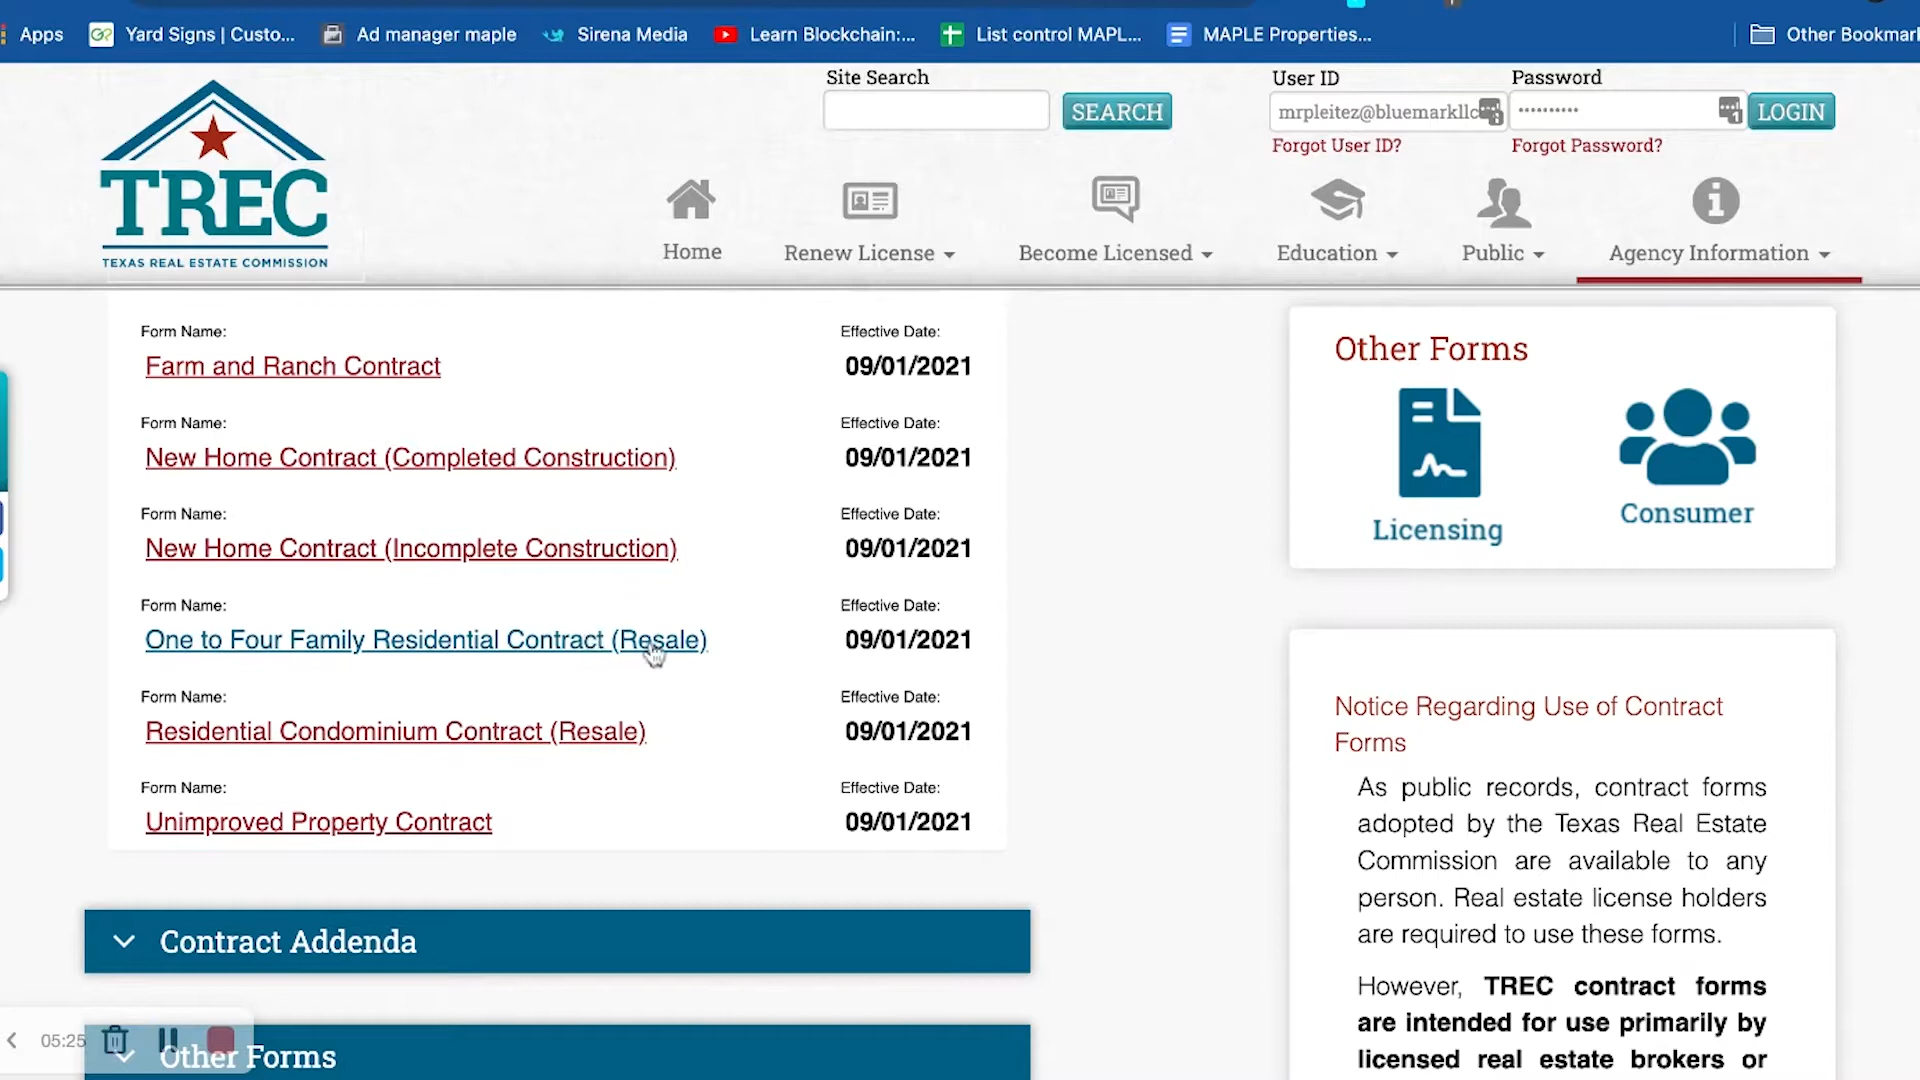 Apps
Yard Signs | Custo...
Ad manager maple
Sirena Media
Learn Blockchain:...
List control MAPL...
MAPLE Properties...
Other Bookmar
Site Search
SEARCH
User ID
Password
mrpleitez@bluemarkllc
LOGIN
Forgot User ID?
Forgot Password?
TREC
TEXAS REAL ESTATE COMMISSION
Home
Renew License
Become Licensed
Education
Public
Agency Information
Form Name:
Effective Date:
Farm and Ranch Contract
09/01/2021
Form Name:
Effective Date:
New Home Contract (Completed Construction)
09/01/2021
Form Name:
Effective Date:
New Home Contract (Incomplete Construction)
09/01/2021
Form Name:
Effective Date:
One to Four Family Residential Contract (Resale)
09/01/2021
Form Name:
Effective Date:
Residential Condominium Contract (Resale)
09/01/2021
Form Name:
Effective Date:
Unimproved Property Contract
09/01/2021
Contract Addenda
Other Forms
05:25
Other Forms
Licensing
Consumer
Notice Regarding Use of Contract
Forms
As public records, contract forms
adopted by the Texas Real Estate
Commission are available to any
person. Real estate license holders
are required to use these forms.
However, TREC contract forms
are intended for use primarily by
licensed real estate brokers or